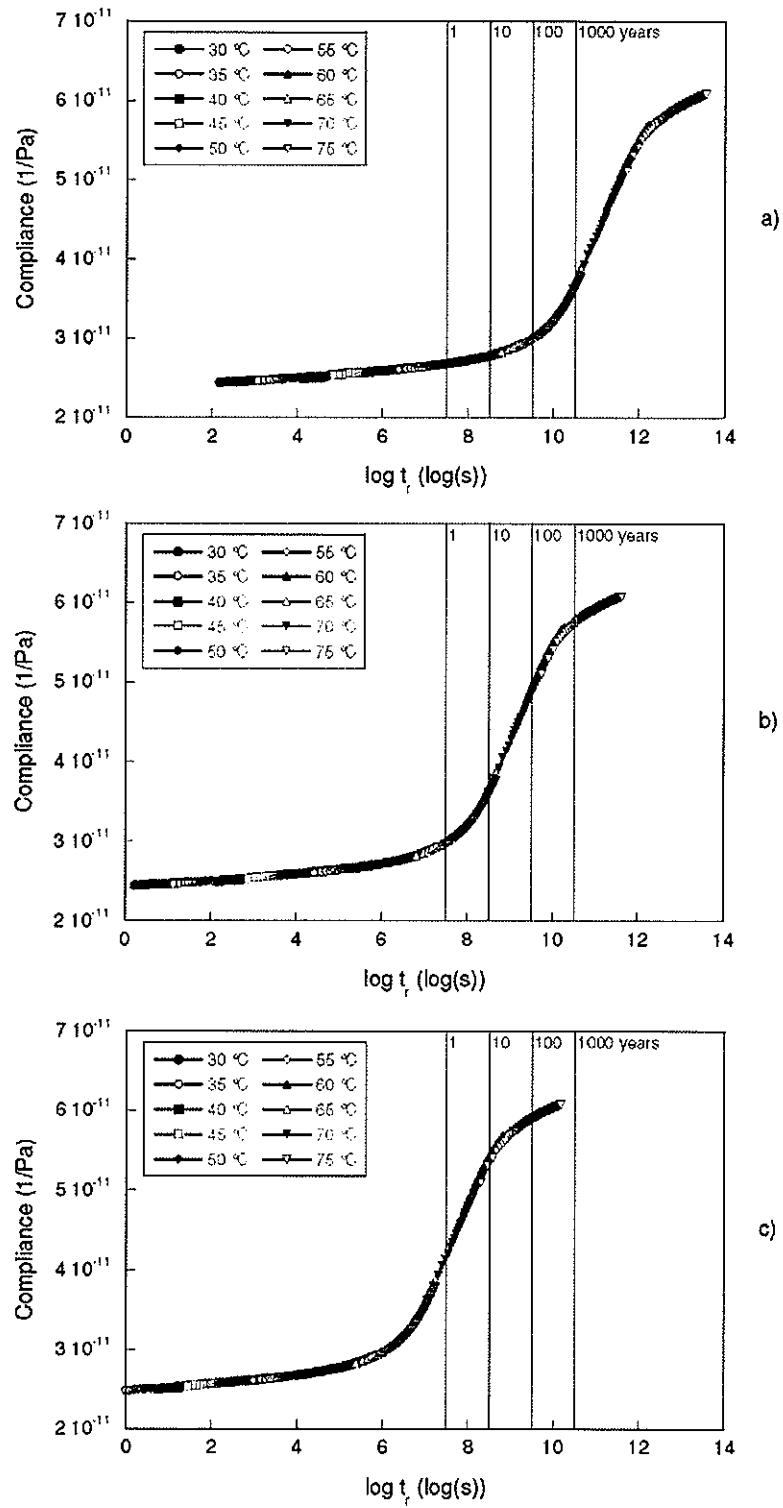 7 10⁻¹¹
1 10 100 1000 years
30 °C 55 °C
35 °C 60 °C
40 °C 65 °C
45 °C 70 °C
50 °C 75 °C
6 10⁻¹¹
5 10⁻¹¹
4 10⁻¹¹
3 10⁻¹¹
2 10⁻¹¹
Compliance (1/Pa)
0 2 4 6 8 10 12 14
log tᵣ (log(s))
a)
7 10⁻¹¹
1 10 100 1000 years
30 °C 55 °C
35 °C 60 °C
40 °C 65 °C
45 °C 70 °C
50 °C 75 °C
6 10⁻¹¹
5 10⁻¹¹
4 10⁻¹¹
3 10⁻¹¹
2 10⁻¹¹
Compliance (1/Pa)
0 2 4 6 8 10 12 14
log tᵣ (log(s))
b)
7 10⁻¹¹
1 10 100 1000 years
30 °C 55 °C
35 °C 60 °C
40 °C 65 °C
45 °C 70 °C
50 °C 75 °C
6 10⁻¹¹
5 10⁻¹¹
4 10⁻¹¹
3 10⁻¹¹
2 10⁻¹¹
Compliance (1/Pa)
0 2 4 6 8 10 12 14
log tᵣ (log(s))
c)